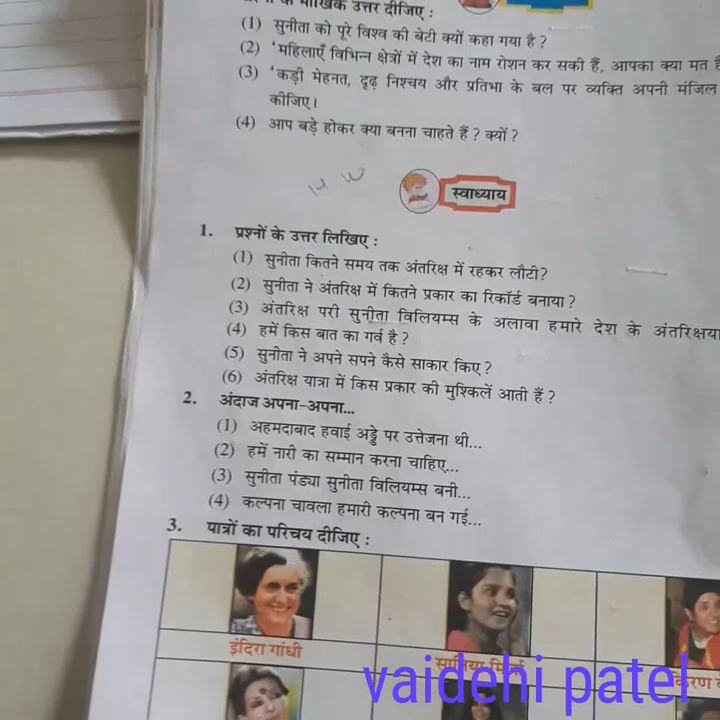 के मौखिक उत्तर दीजिए :
(1) सुनीता को पूरे विश्व की बेटी क्यों कहा गया है ?
(2) 'महिलाएँ विभिन्न क्षेत्रों में देश का नाम रोशन कर सकी हैं, आपका क्या मत है
(3) 'कड़ी मेहनत, दृढ़ निश्चय और प्रतिभा के बल पर व्यक्ति अपनी मंजिल
कीजिए।
(4) आप बड़े होकर क्या बनना चाहते हैं ? क्यों ?
H W
स्वाध्याय
1. प्रश्नों के उत्तर लिखिए :
(1) सुनीता कितने समय तक अंतरिक्ष में रहकर लौटी?
(2) सुनीता ने अंतरिक्ष में कितने प्रकार का रिकॉर्ड बनाया ?
(3) अंतरिक्ष परी सुनीता विलियम्स के अलावा हमारे देश के अंतरिक्षया
(4) हमें किस बात का गर्व है ?
(5) सुनीता ने अपने सपने कैसे साकार किए ?
(6) अंतरिक्ष यात्रा में किस प्रकार की मुश्किलें आती हैं ?
2. अंदाज अपना-अपना...
(1) अहमदाबाद हवाई अड्डे पर उत्तेजना थी...
(2) हमें नारी का सम्मान करना चाहिए...
(3) सुनीता पंड्या सुनीता विलियम्स बनी...
(4) कल्पना चावला हमारी कल्पना बन गई...
3. पात्रों का परिचय दीजिए :
इंदिरा गांधी
सानिया
किरण
vaidehi patel